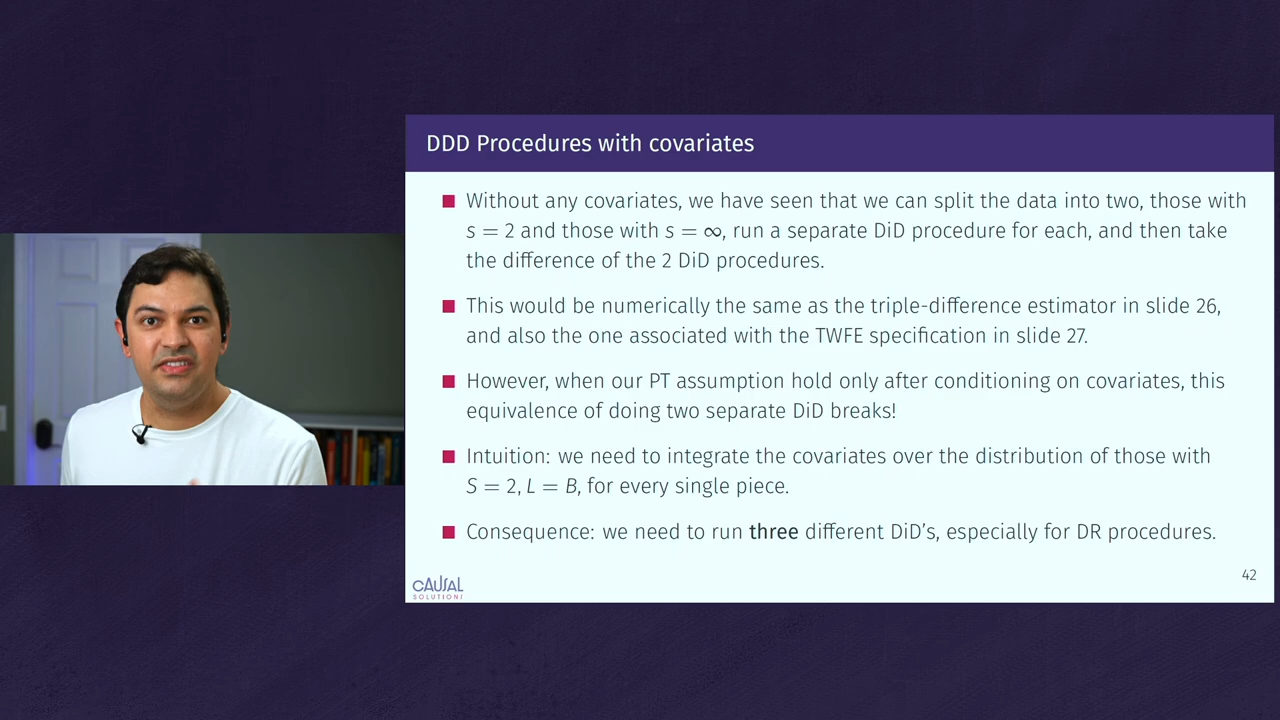 DDD Procedures with covariates
Without any covariates, we have seen that we can split the data into two, those with
s = 2 and those with s = ∞, run a separate DiD procedure for each, and then take
the difference of the 2 DiD procedures.
This would be numerically the same as the triple-difference estimator in slide 26,
and also the one associated with the TWFE specification in slide 27.
However, when our PT assumption hold only after conditioning on covariates, this
equivalence of doing two separate DiD breaks!
Intuition: we need to integrate the covariates over the distribution of those with
S = 2, L = B, for every single piece.
Consequence: we need to run three different DiD's, especially for DR procedures.
42
CAUSAL
SOLUTIONS